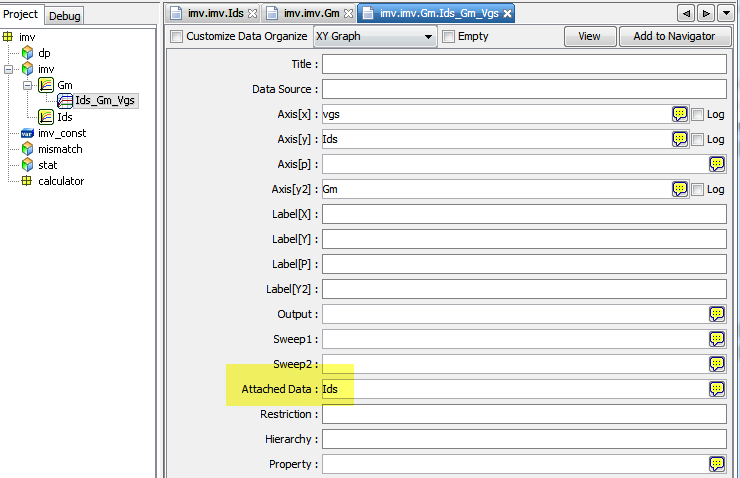 Project Debug
imv
dp
imv
Gm
Ids_Gm_Vgs
Ids
imv_const
mismatch
stat
calculator
imv.imv.Ids imv.imv.Gm imv.imv.Gm.Ids_Gm_Vgs
Customize Data Organize XY Graph Empty View Add to Navigator
Title :
Data Source :
Axis[x] : vgs Log
Axis[y] : Ids Log
Axis[p] :
Axis[y2] : Gm Log
Label[X] :
Label[Y] :
Label[P] :
Label[Y2] :
Output :
Sweep1 :
Sweep2 :
Attached Data : Ids
Restriction :
Hierarchy :
Property :